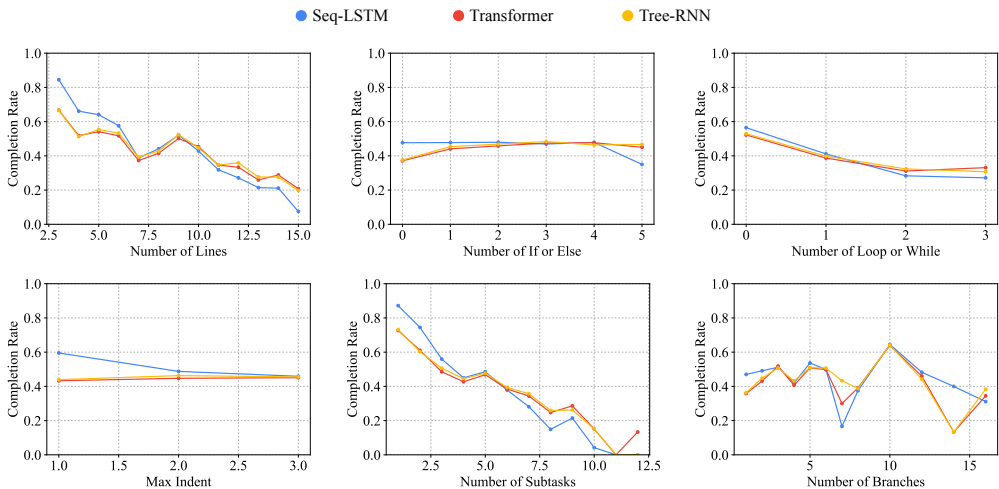 Seq-LSTM Transformer Tree-RNN
1.0 0.8 0.6 0.4 0.2 0.0
Completion Rate
2.5 5.0 7.5 10.0 12.5 15.0
Number of Lines
1.0 0.8 0.6 0.4 0.2 0.0
Completion Rate
0 1 2 3 4 5
Number of If or Else
1.0 0.8 0.6 0.4 0.2 0.0
Completion Rate
0 1 2 3
Number of Loop or While
1.0 0.8 0.6 0.4 0.2 0.0
Completion Rate
1.0 1.5 2.0 2.5 3.0
Max Indent
1.0 0.8 0.6 0.4 0.2 0.0
Completion Rate
2.5 5.0 7.5 10.0 12.5
Number of Subtasks
1.0 0.8 0.6 0.4 0.2 0.0
Completion Rate
5 10 15
Number of Branches